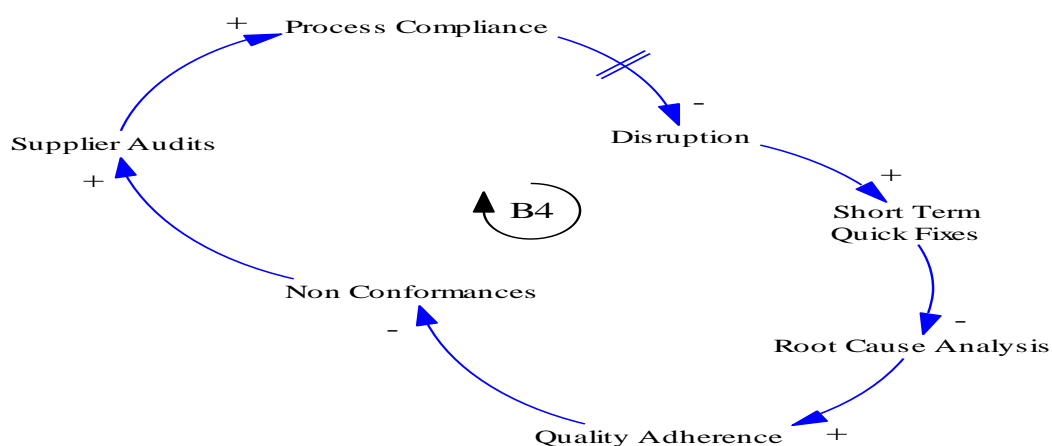 +
Process Compliance
-
Disruption
Supplier Audits
+
+
Short Term
Quick Fixes
B4
Non Conformances
-
-
Root Cause Analysis
Quality Adherence
+